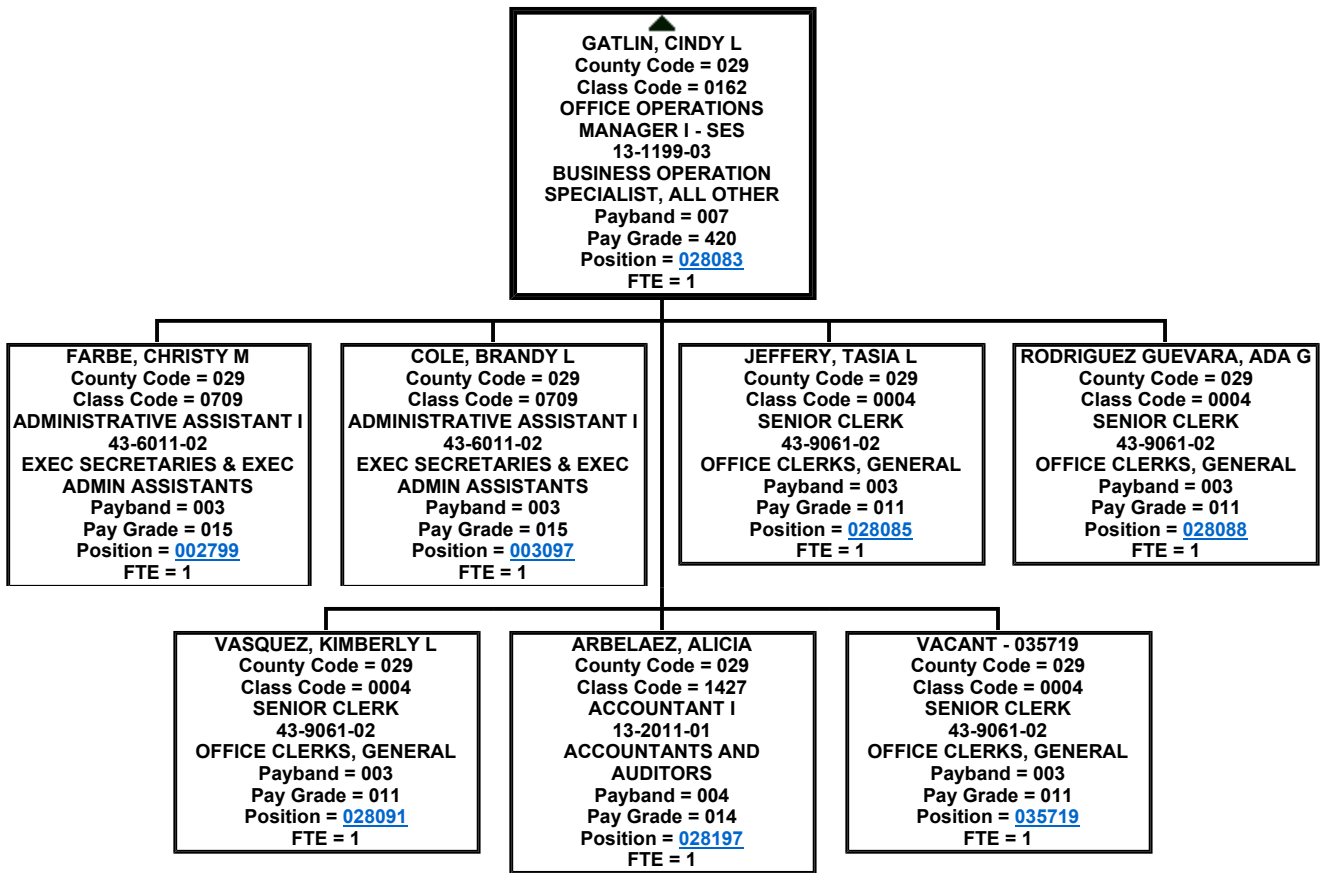 GATLIN, CINDY L
County Code = 029
Class Code = 0162
OFFICE OPERATIONS
MANAGER I - SES
13-1199-03
BUSINESS OPERATION
SPECIALIST, ALL OTHER
Payband = 007
Pay Grade = 420
Position = 028083
FTE = 1
FARBE, CHRISTY M
County Code = 029
Class Code = 0709
ADMINISTRATIVE ASSISTANT I
43-6011-02
EXEC SECRETARIES & EXEC
ADMIN ASSISTANTS
Payband = 003
Pay Grade = 015
Position = 002799
FTE = 1
COLE, BRANDY L
County Code = 029
Class Code = 0709
ADMINISTRATIVE ASSISTANT I
43-6011-02
EXEC SECRETARIES & EXEC
ADMIN ASSISTANTS
Payband = 003
Pay Grade = 015
Position = 003097
FTE = 1
JEFFERY, TASIA L
County Code = 029
Class Code = 0004
SENIOR CLERK
43-9061-02
OFFICE CLERKS, GENERAL
Payband = 003
Pay Grade = 011
Position = 028085
FTE = 1
RODRIGUEZ GUEVARA, ADA G
County Code = 029
Class Code = 0004
SENIOR CLERK
43-9061-02
OFFICE CLERKS, GENERAL
Payband = 003
Pay Grade = 011
Position = 028088
FTE = 1
VASQUEZ, KIMBERLY L
County Code = 029
Class Code = 0004
SENIOR CLERK
43-9061-02
OFFICE CLERKS, GENERAL
Payband = 003
Pay Grade = 011
Position = 028091
FTE = 1
ARBELAEZ, ALICIA
County Code = 029
Class Code = 1427
ACCOUNTANT I
13-2011-01
ACCOUNTANTS AND
AUDITORS
Payband = 004
Pay Grade = 014
Position = 028197
FTE = 1
VACANT - 035719
County Code = 029
Class Code = 0004
SENIOR CLERK
43-9061-02
OFFICE CLERKS, GENERAL
Payband = 003
Pay Grade = 011
Position = 035719
FTE = 1